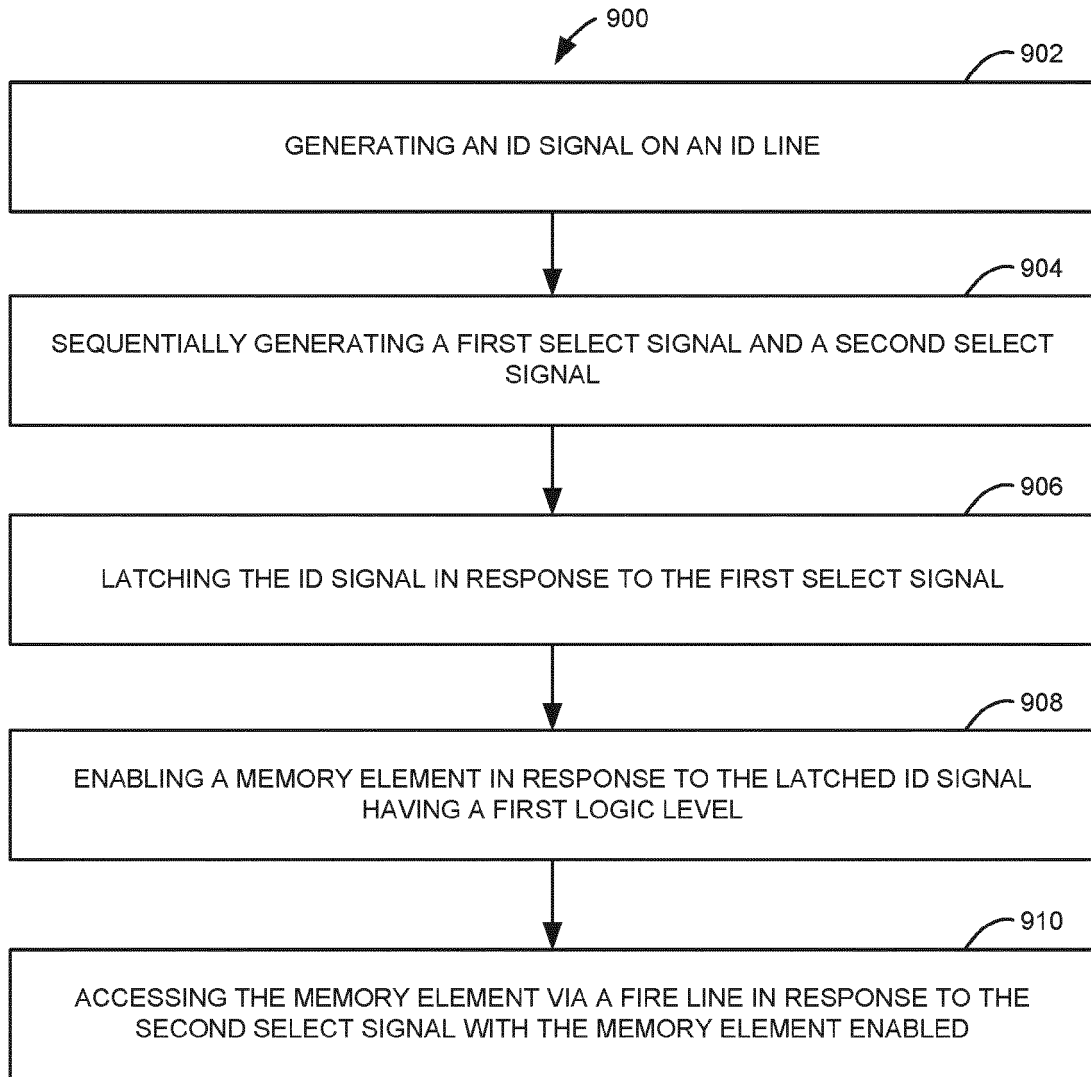 900
902
GENERATING AN ID SIGNAL ON AN ID LINE
904
SEQUENTIALLY GENERATING A FIRST SELECT SIGNAL AND A SECOND SELECT
SIGNAL
906
LATCHING THE ID SIGNAL IN RESPONSE TO THE FIRST SELECT SIGNAL
908
ENABLING A MEMORY ELEMENT IN RESPONSE TO THE LATCHED ID SIGNAL
HAVING A FIRST LOGIC LEVEL
910
ACCESSING THE MEMORY ELEMENT VIA A FIRE LINE IN RESPONSE TO THE
SECOND SELECT SIGNAL WITH THE MEMORY ELEMENT ENABLED